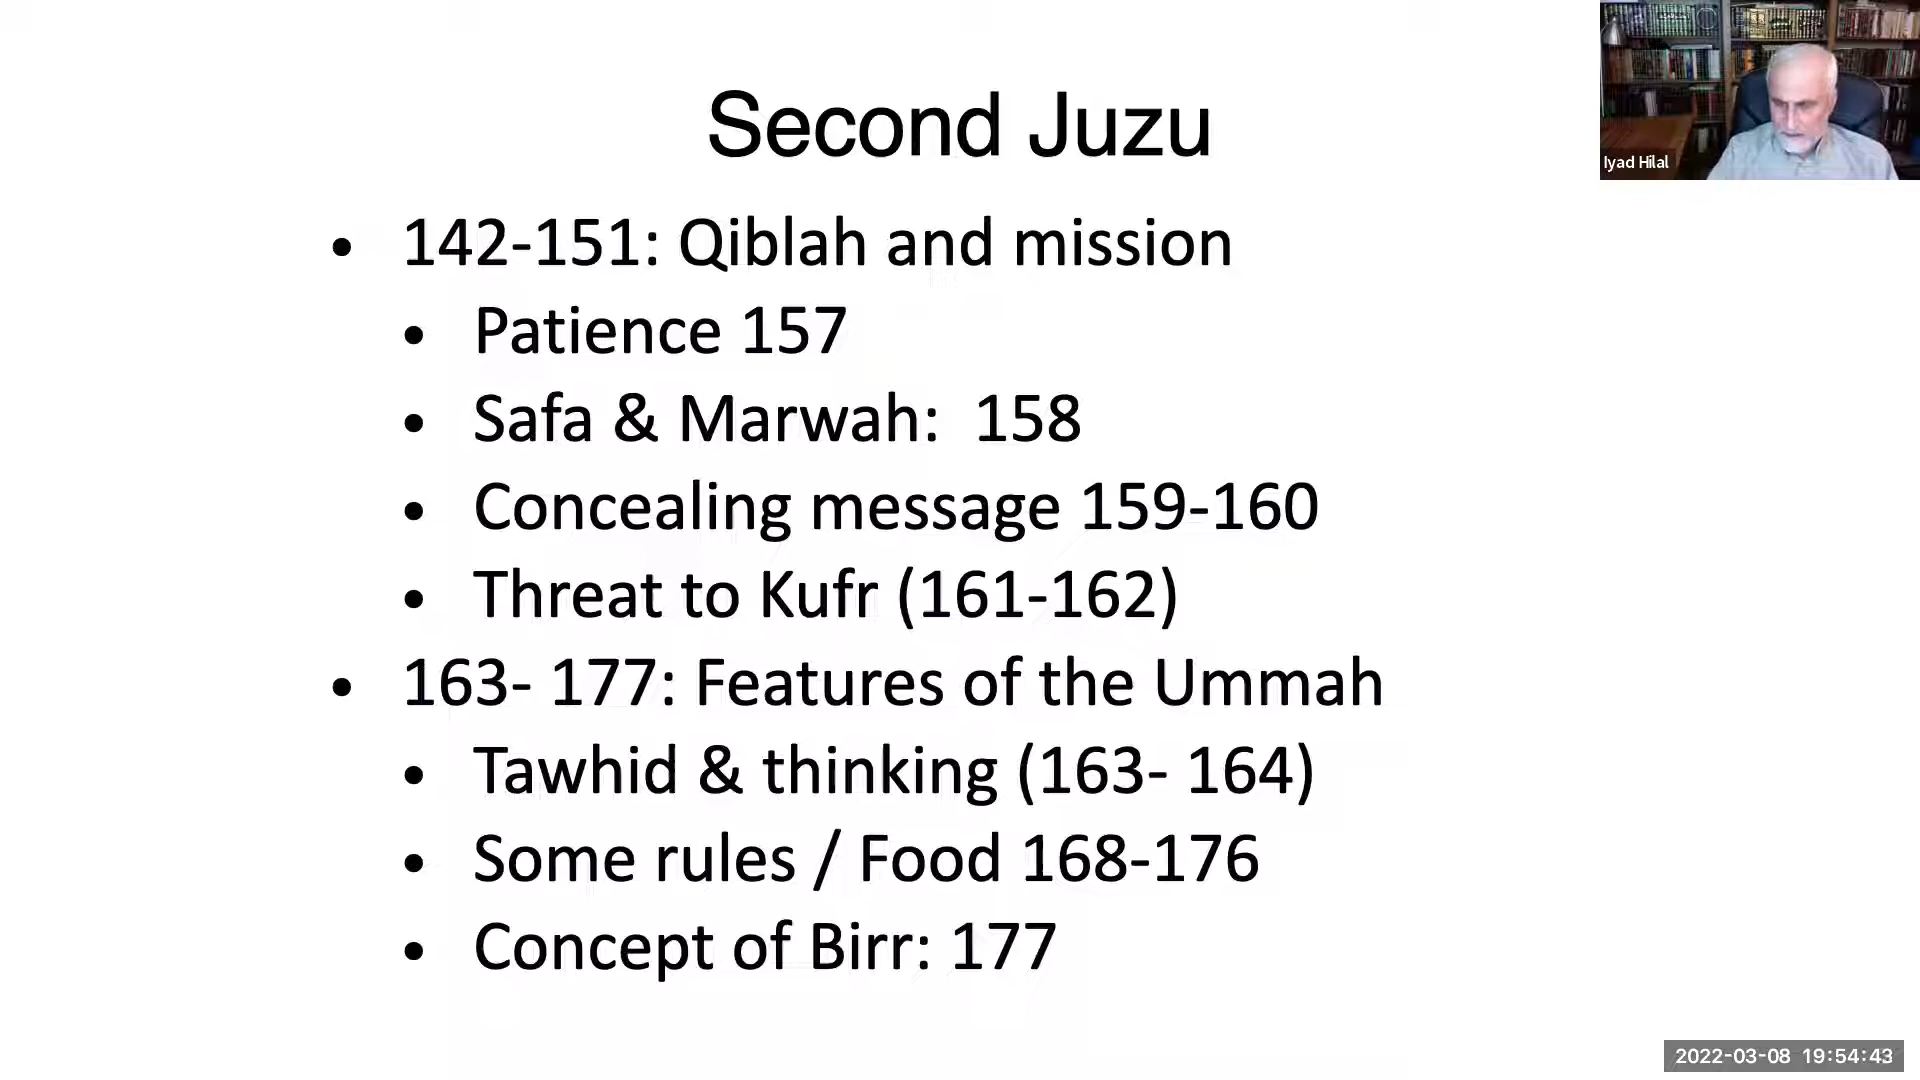 Second Juzu
Iyad Hilal
• 142-151: Qiblah and mission
• Patience 157
• Safa & Marwah:  158
• Concealing message 159-160
• Threat to Kufr (161-162)
• 163- 177: Features of the Ummah
• Tawhid & thinking (163- 164)
• Some rules / Food 168-176
• Concept of Birr: 177
2022-03-08 19:54:43